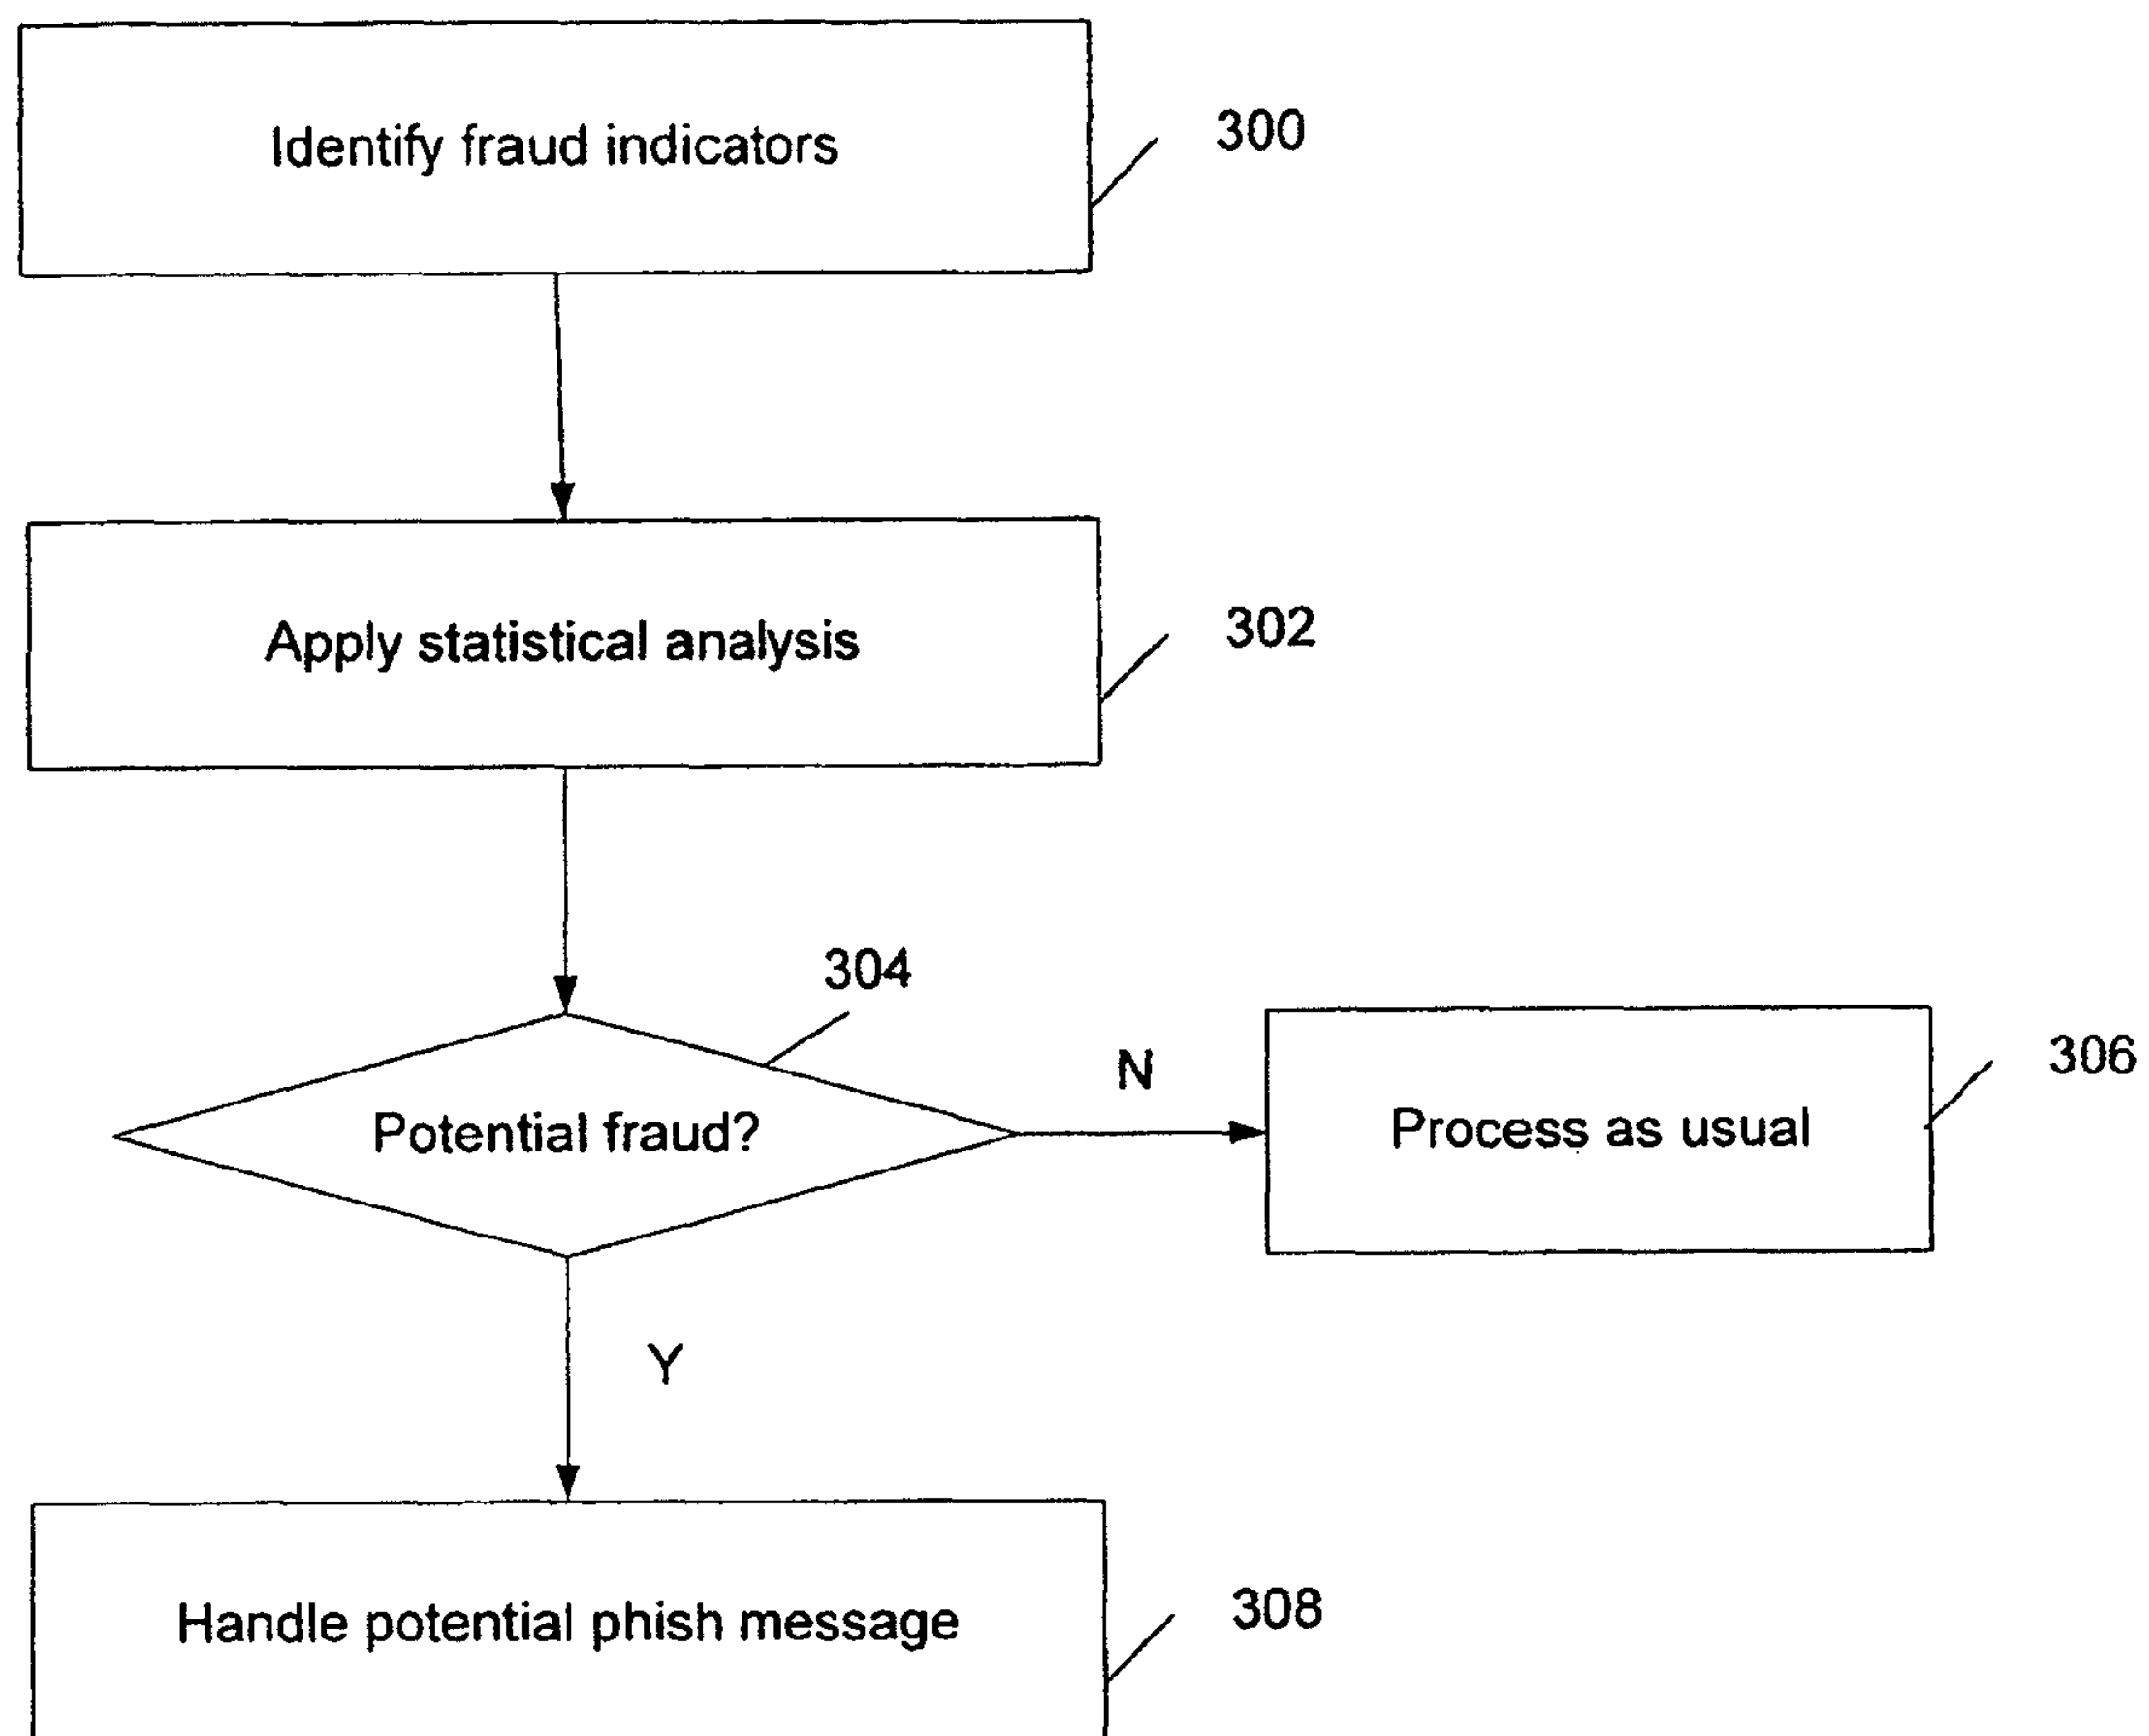 Identify fraud indicators
300
Apply statistical analysis
302
304
Potential fraud?
N
Process as usual
306
Y
Handle potential phish message
308